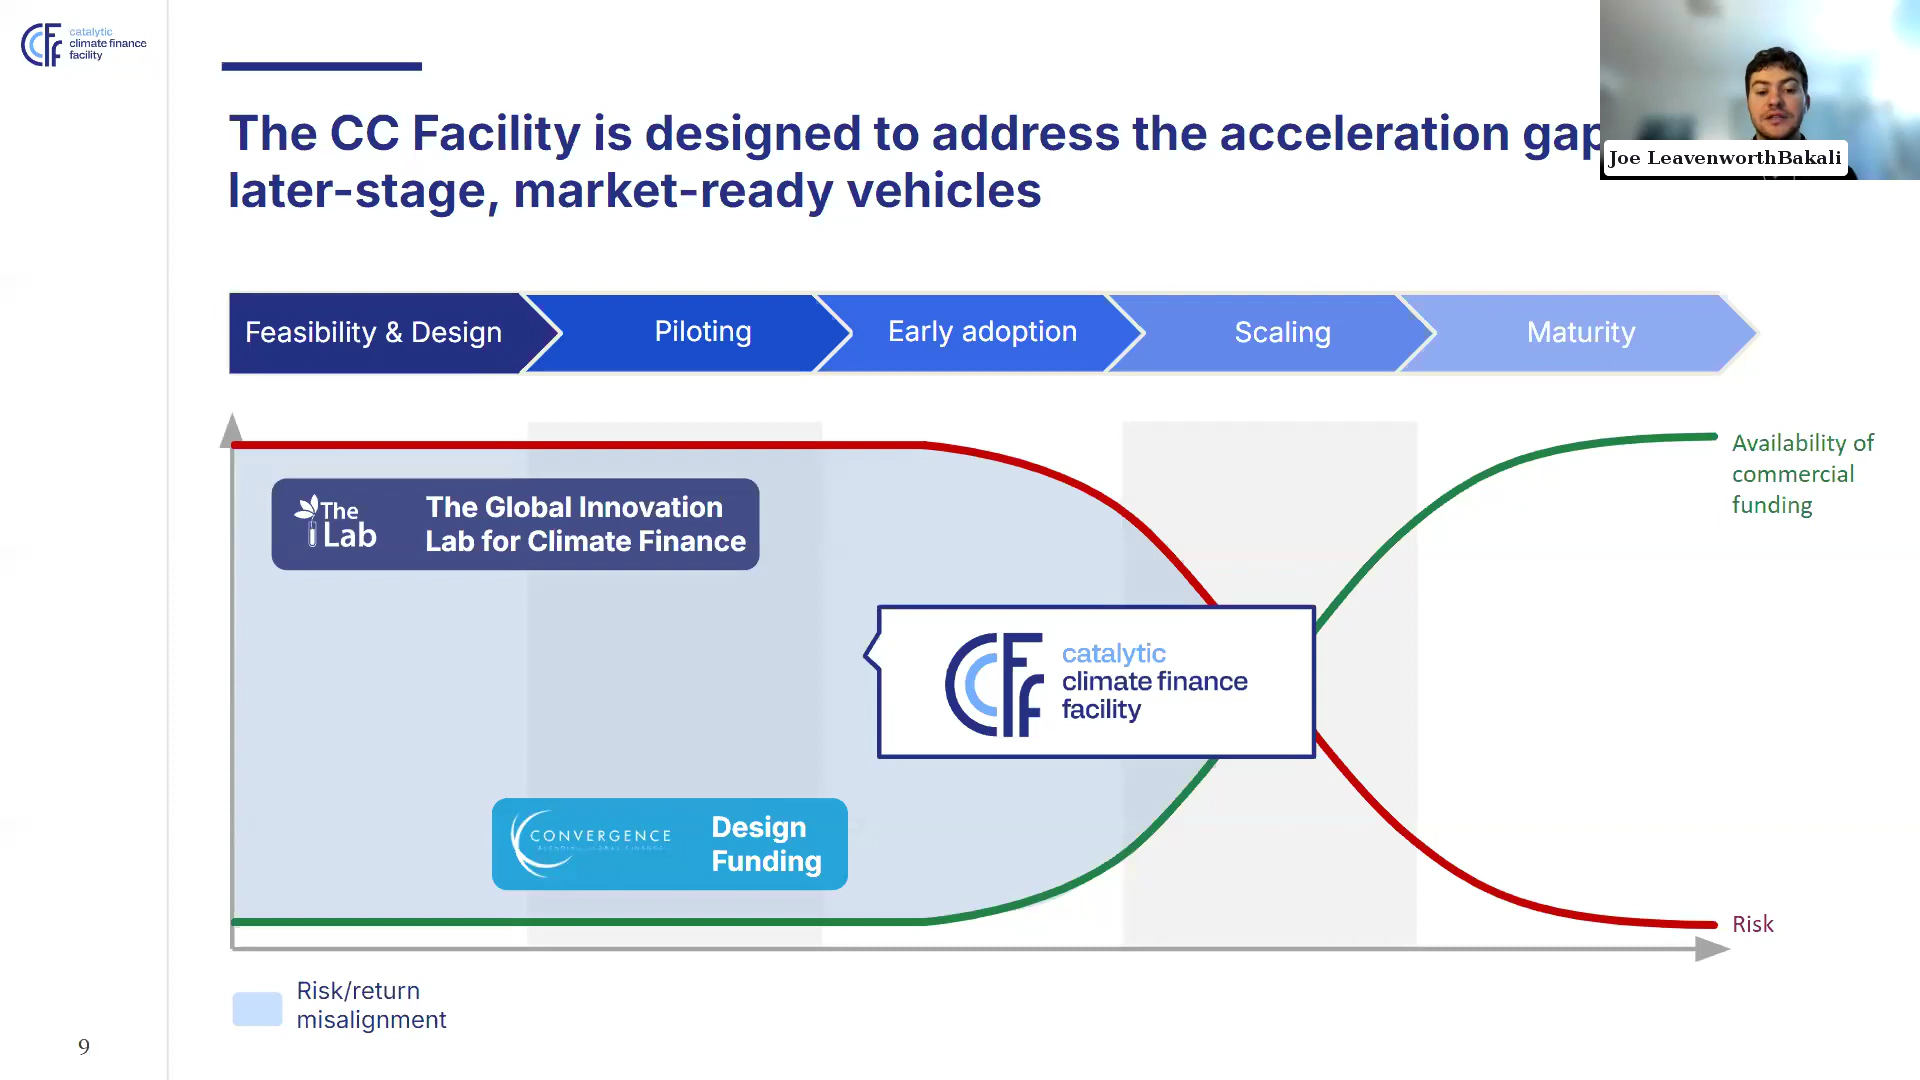 catalytic
climate finance
facility
The CC Facility is designed to address the acceleration gap
later-stage, market-ready vehicles
Joe LeavenworthBakali
Feasibility & Design
Piloting
Early adoption
Scaling
Maturity
Availability of
commercial
funding
The
Lab
The Global Innovation
Lab for Climate Finance
catalytic
climate finance
facility
CONVERGENCE
Design
Funding
Risk
Risk/return
misalignment
9